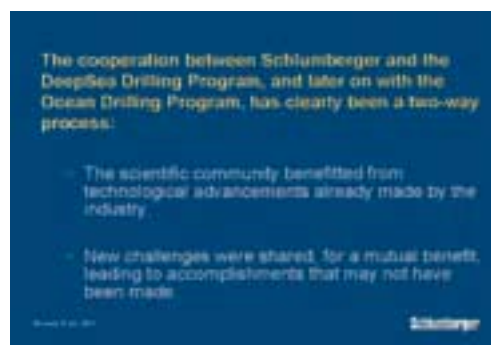 The cooperation between Schlumberger and the
DeepSea Drilling Program, and later on with the
Ocean Drilling Program, has clearly been a two-way
process:
- The scientific community benefitted from
technological advancements already made by the
industry
- New challenges were shared, for a mutual benefit,
leading to accomplishments that may not have
been made
Schlumberger